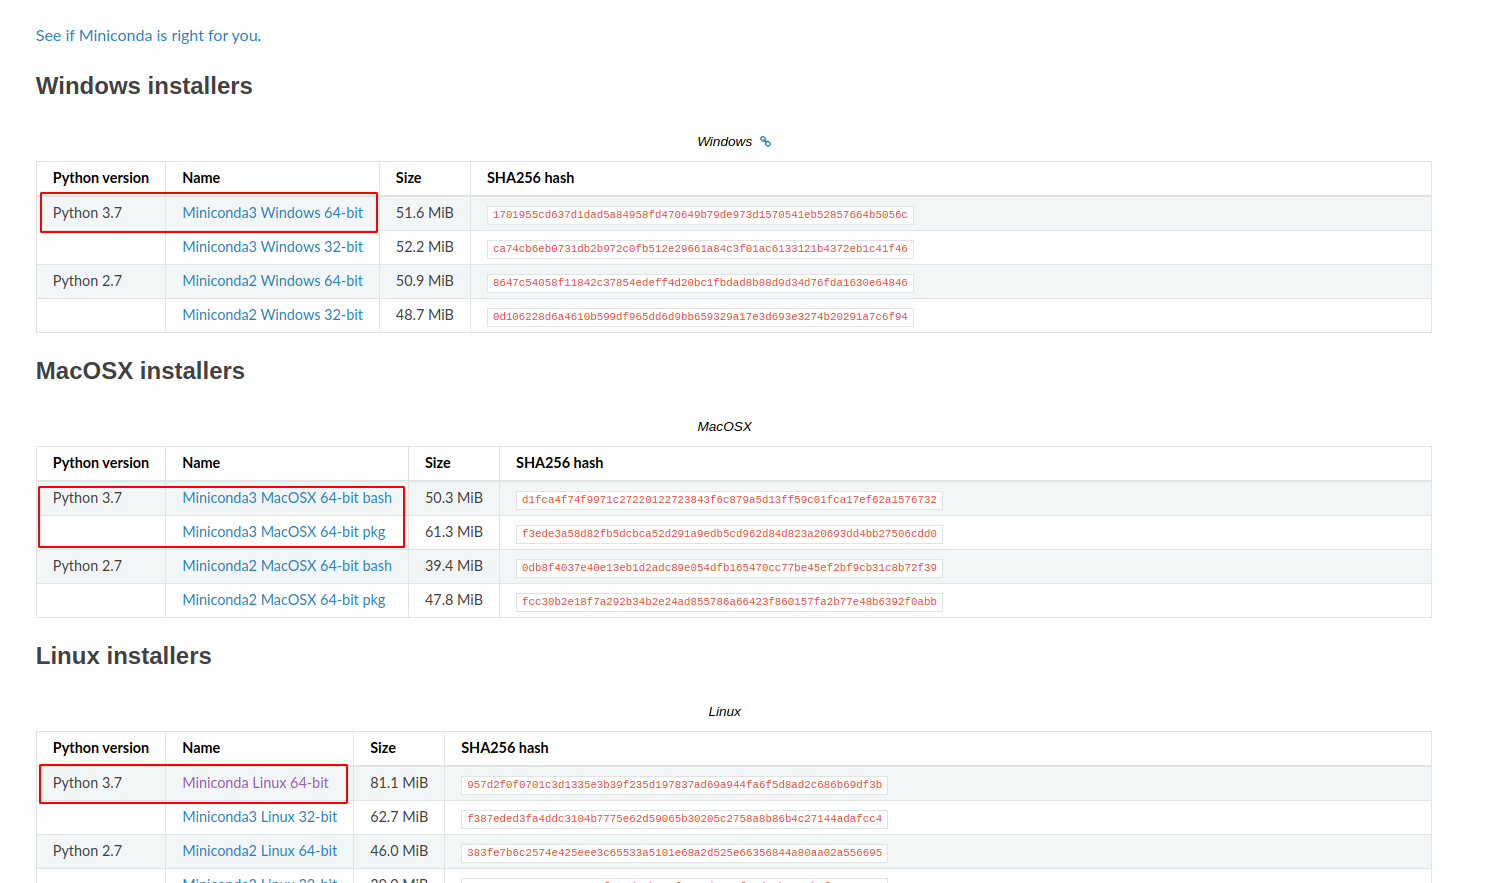 See if Miniconda is right for you.
Windows installers
Windows
Python version Name Size SHA256 hash
Python 3.7 Miniconda3 Windows 64-bit 51.6 MiB 1701955cd637d1dad5a84958fd470649b79de973d1570541eb52857664b5056c
Miniconda3 Windows 32-bit 52.2 MiB ca74cb6eb0731db2b972c0fb512e29661a84c3f01ac6133121b4372eb1c41f46
Python 2.7 Miniconda2 Windows 64-bit 50.9 MiB 8647c54058f11842c37854edeff4d20bc1fbdad8b88d9d34d76fda1630e64846
Miniconda2 Windows 32-bit 48.7 MiB 0d106228d6a4610b599df965dd6d9bb659329a17e3d693e3274b20291a7c6f94
MacOSX installers
MacOSX
Python version Name Size SHA256 hash
Python 3.7 Miniconda3 MacOSX 64-bit bash 50.3 MiB d1fca4f74f9971c27220122723843f6c879a5d13ff59c01fca17ef62a1576732
Miniconda3 MacOSX 64-bit pkg 61.3 MiB f3ede3a58d82fb5dcbca52d291a9edb5cd962d84d823a20693dd4bb27506cdd0
Python 2.7 Miniconda2 MacOSX 64-bit bash 39.4 MiB 0db8f4037e40e13eb1d2adc89e054dfb165470cc77be45ef2bf9cb31c8b72f39
Miniconda2 MacOSX 64-bit pkg 47.8 MiB fcc30b2e18f7a292b34b2e24ad855786a66423f860157fa2b77e48b6392f0abb
Linux installers
Linux
Python version Name Size SHA256 hash
Python 3.7 Miniconda Linux 64-bit 81.1 MiB 957d2f0f0701c3d1335e3b39f235d197837ad69a944fa6f5d8ad2c686b69df3b
Miniconda3 Linux 32-bit 62.7 MiB f387eded3fa4ddc3104b7775e62d59065b30205c2758a8b86b4c27144adafcc4
Python 2.7 Miniconda2 Linux 64-bit 46.0 MiB 383fe7b6c2574e425eee3c65533a5101e68a2d525e66356844a80aa02a556695
Miniconda2 Linux 32-bit 39.0 MiB